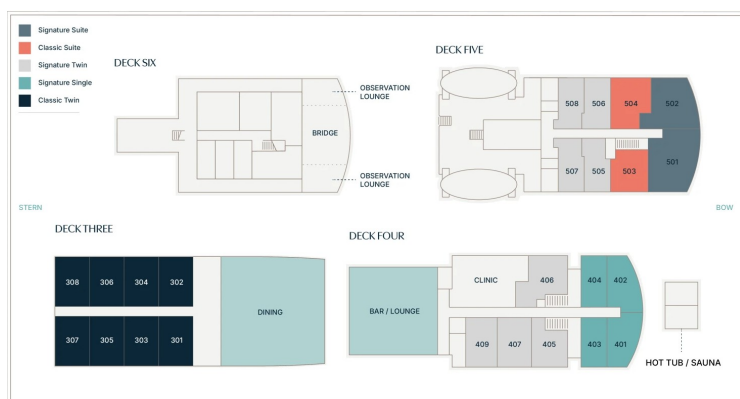 Signature Suite
Classic Suite
Signature Twin
Signature Single
Classic Twin
DECK SIX
OBSERVATION
LOUNGE
BRIDGE
OBSERVATION
LOUNGE
DECK FIVE
508
506
504
502
507
505
503
501
STERN
BOW
DECK THREE
308
306
304
302
307
305
303
301
DINING
DECK FOUR
BAR / LOUNGE
CLINIC
406
404
402
409
407
405
403
401
HOT TUB / SAUNA